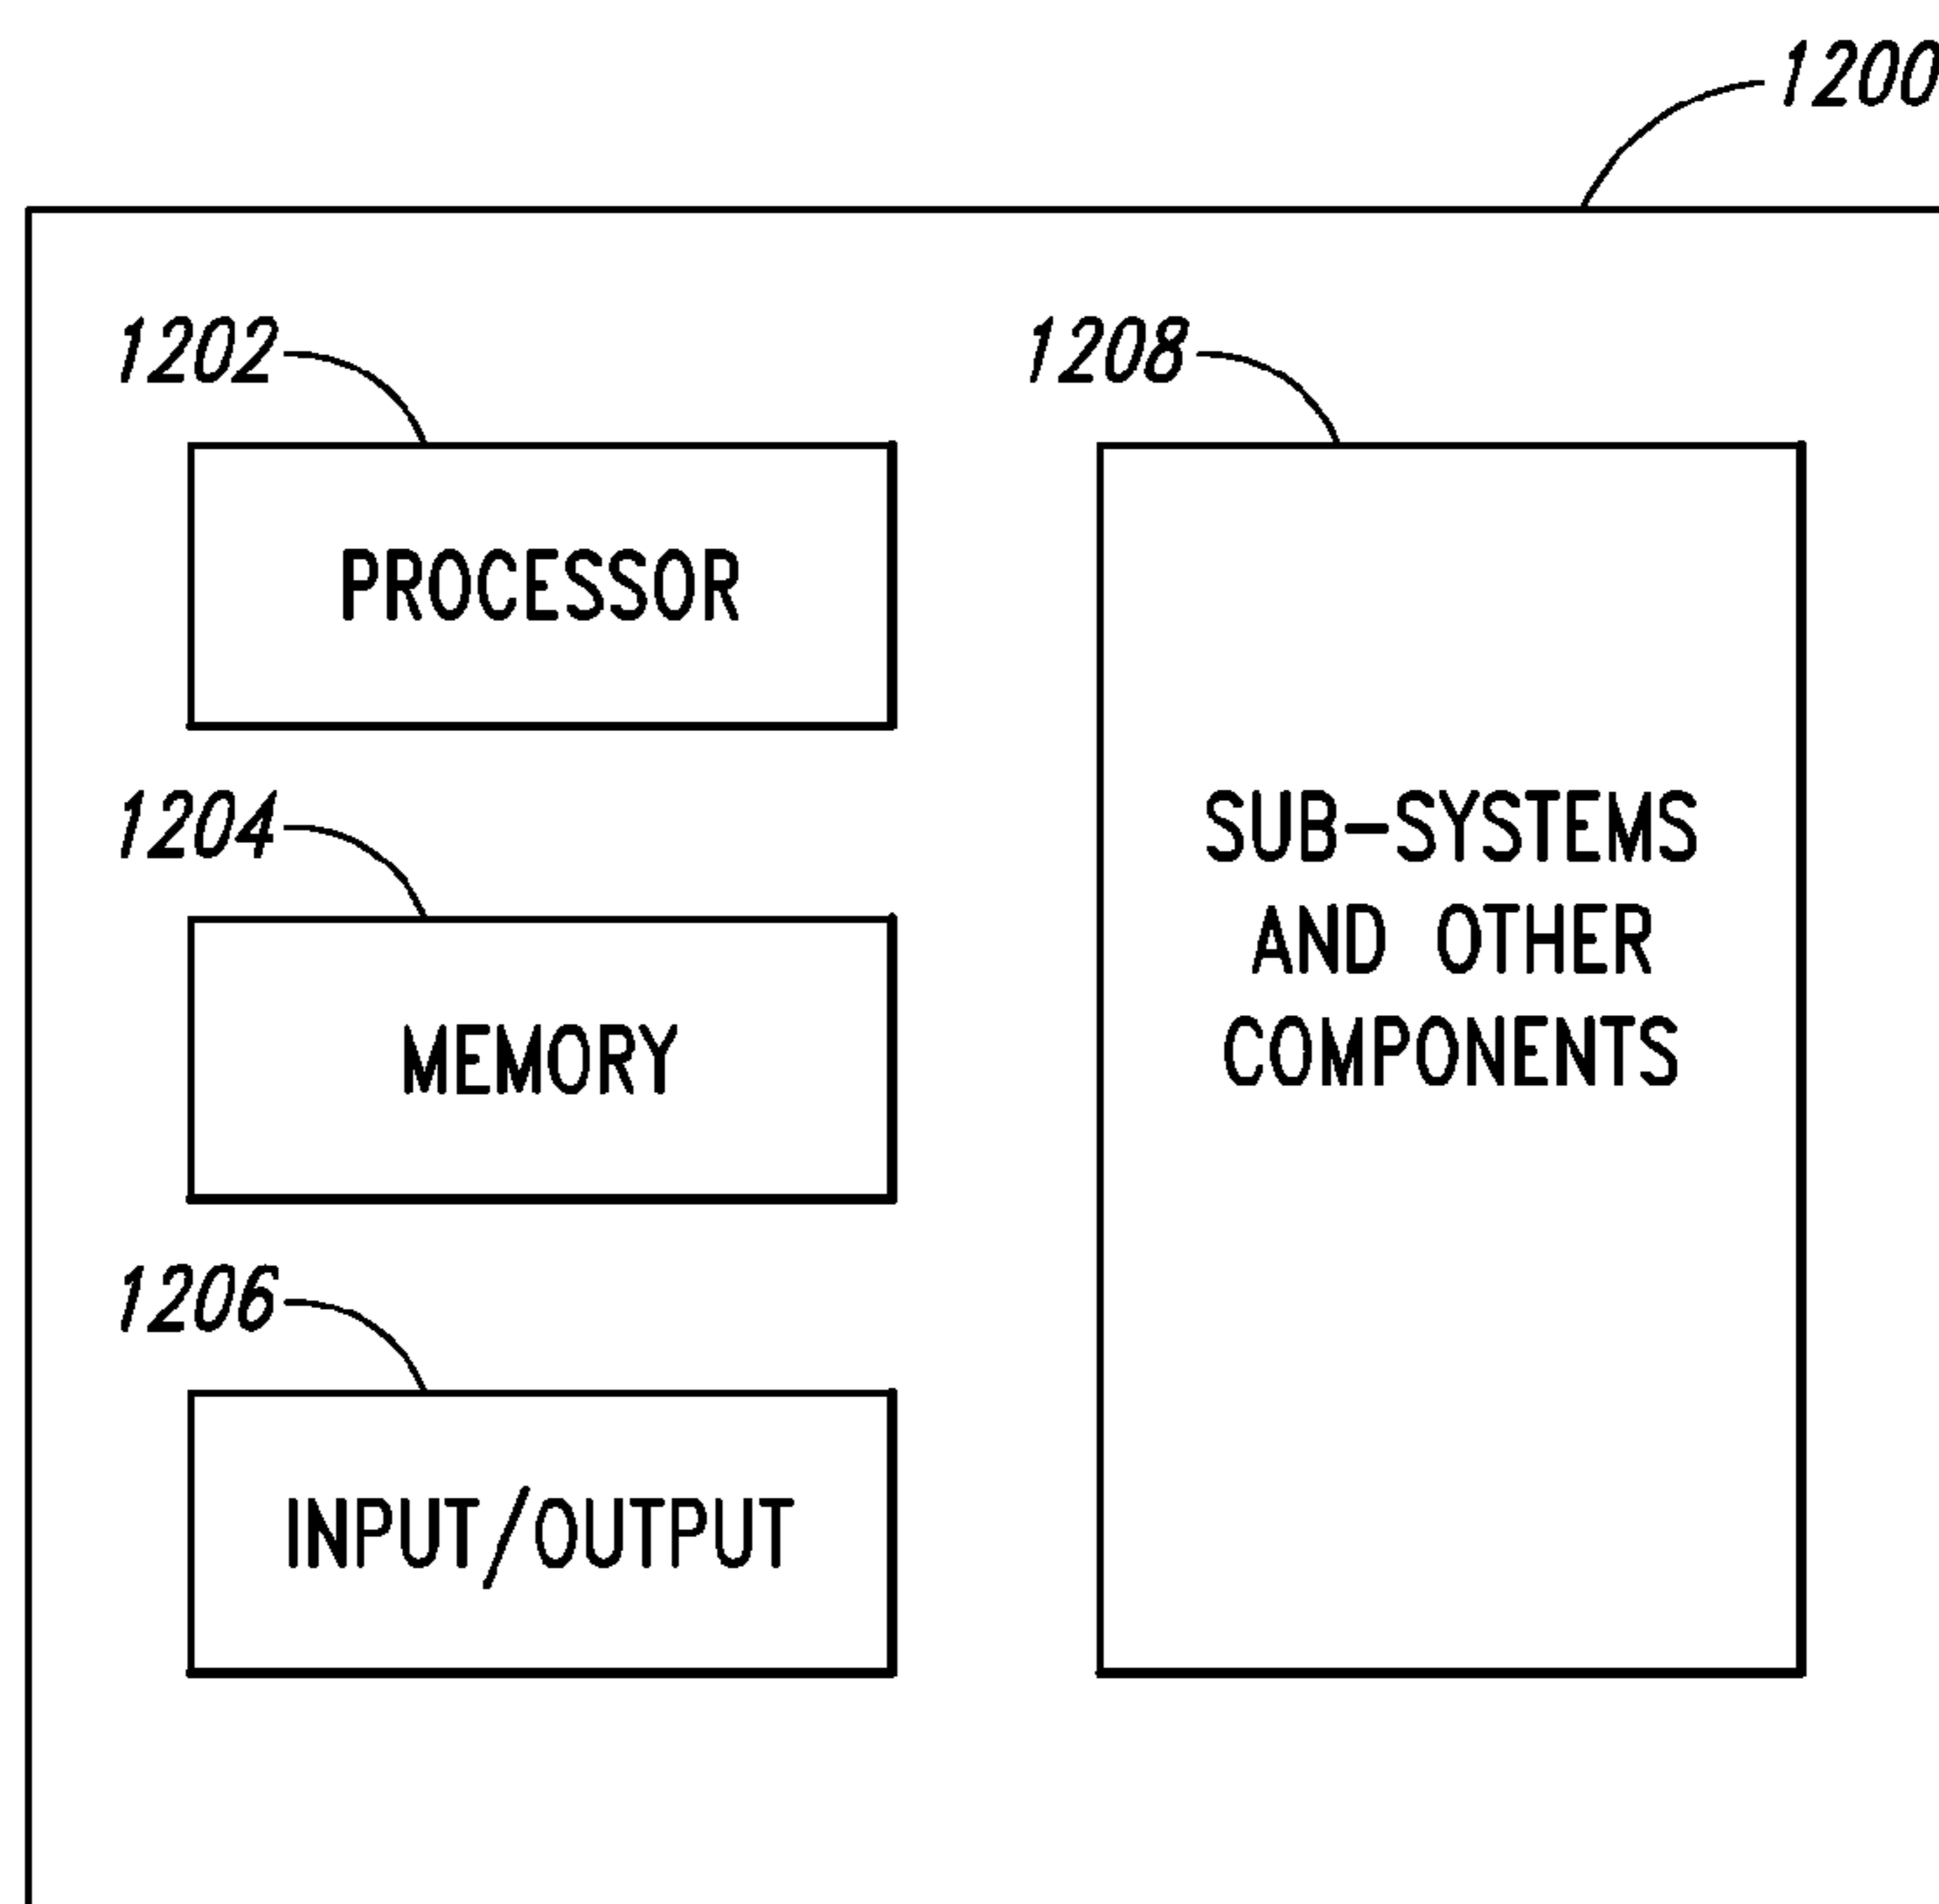 1200
1202
PROCESSOR
1204
MEMORY
1206
INPUT/OUTPUT
1208
SUB-SYSTEMS
AND OTHER
COMPONENTS